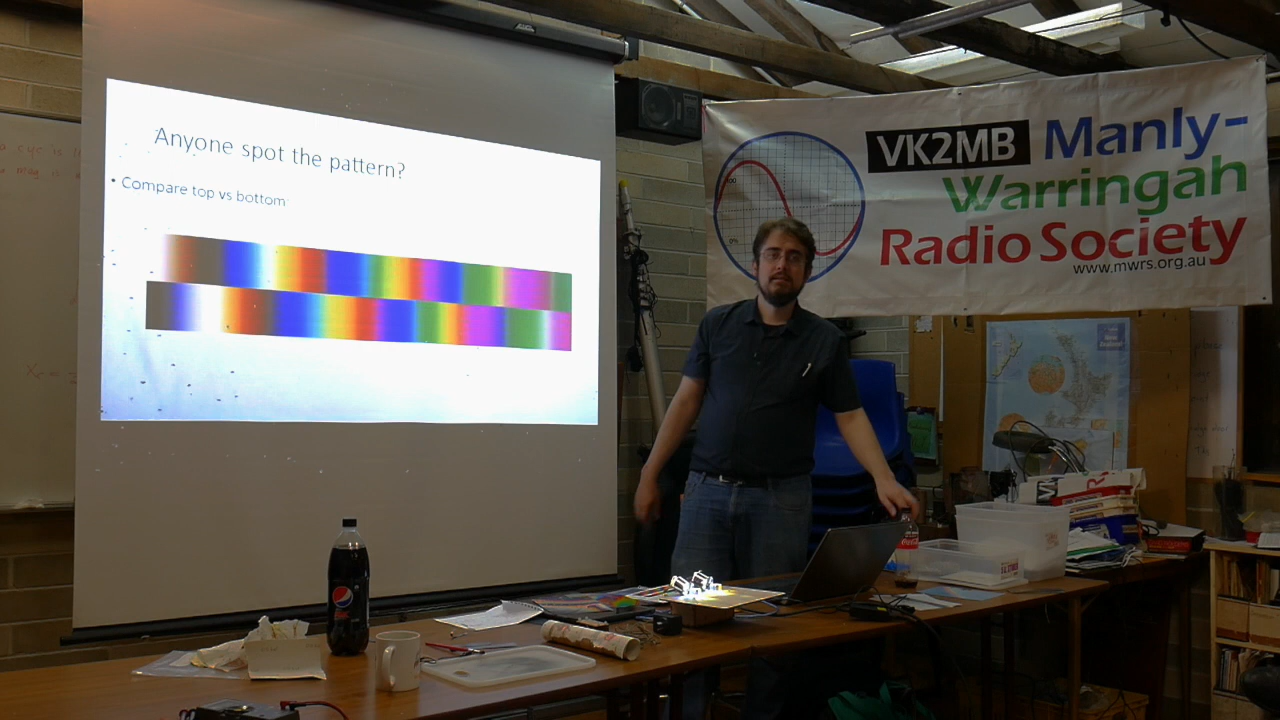 Anyone spot the pattern?
• Compare top vs bottom
VK2MB Manly-
Warringah
Radio Society
www.mwrs.org.au